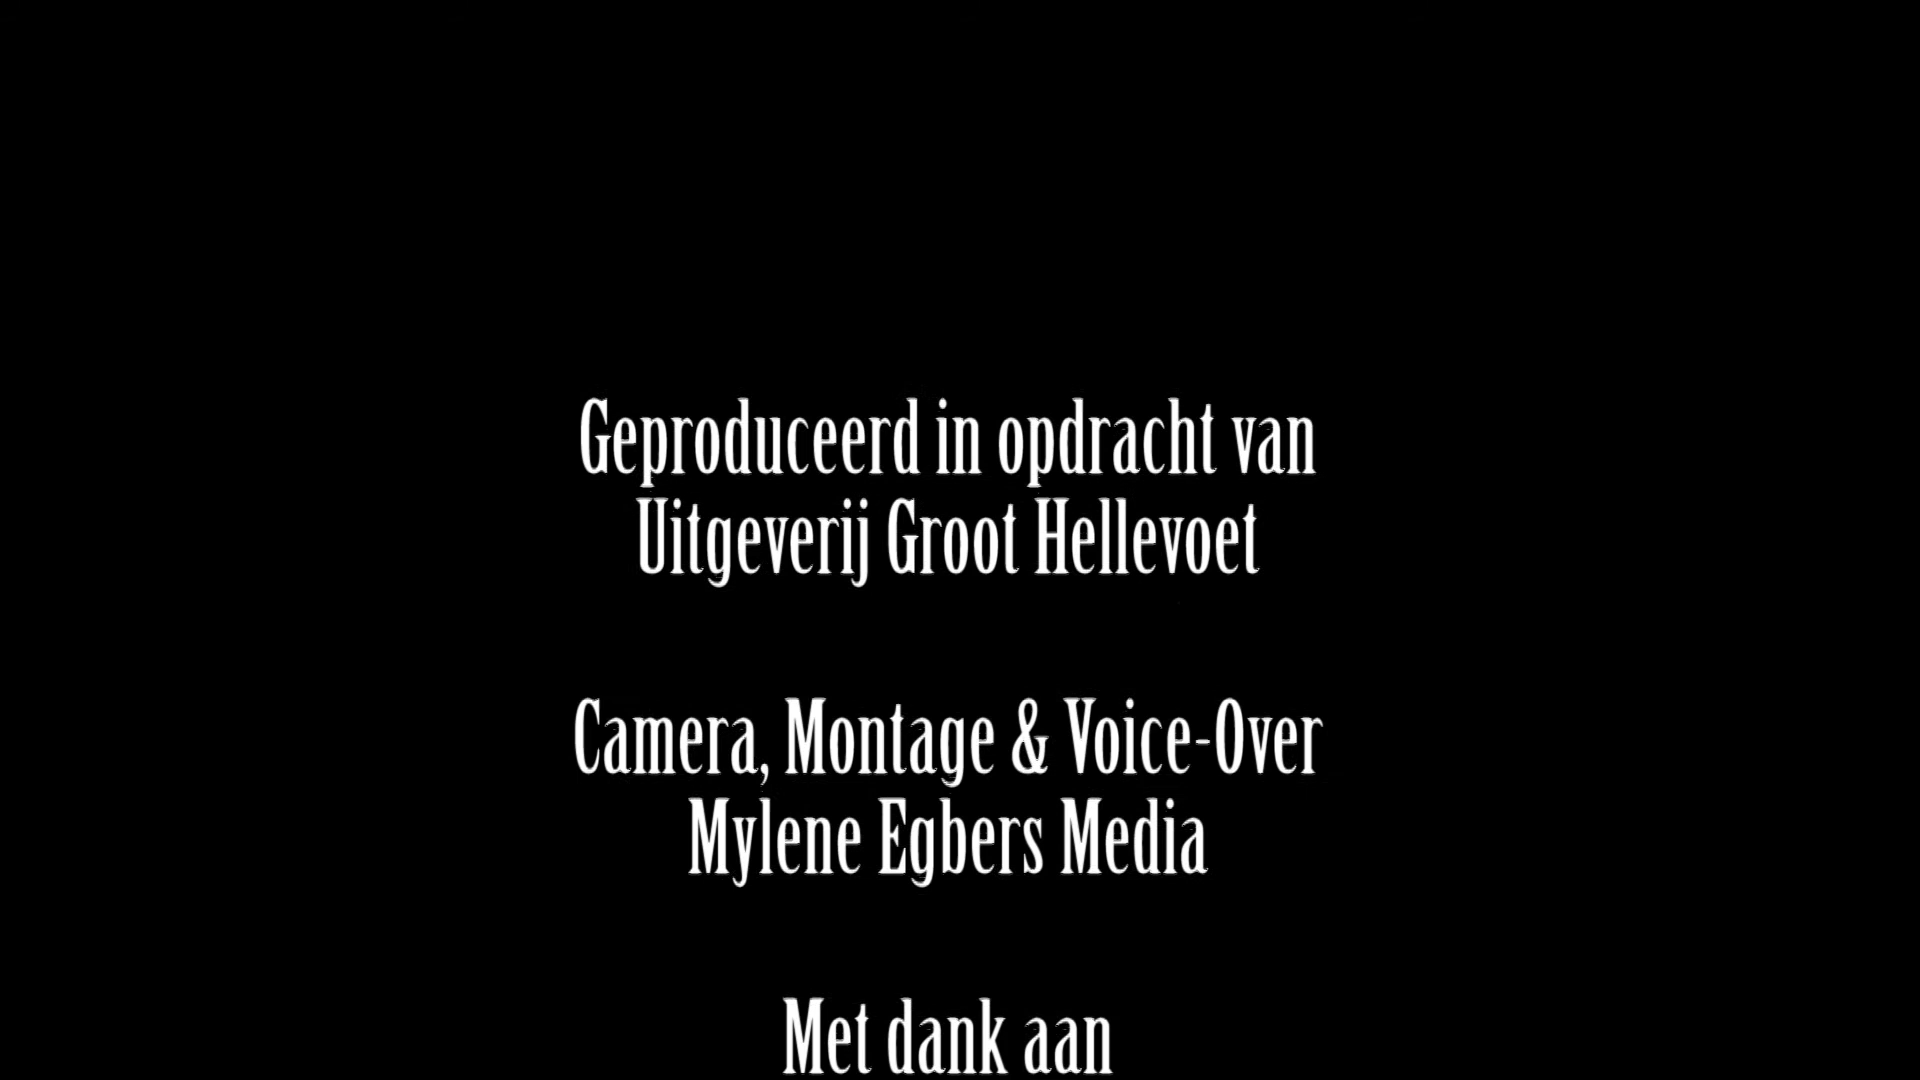 Geproduceerd in opdracht van
Uitgeverij Groot Hellevoet
Camera, Montage & Voice-Over
Mylene Egbers Media
Met dank aan